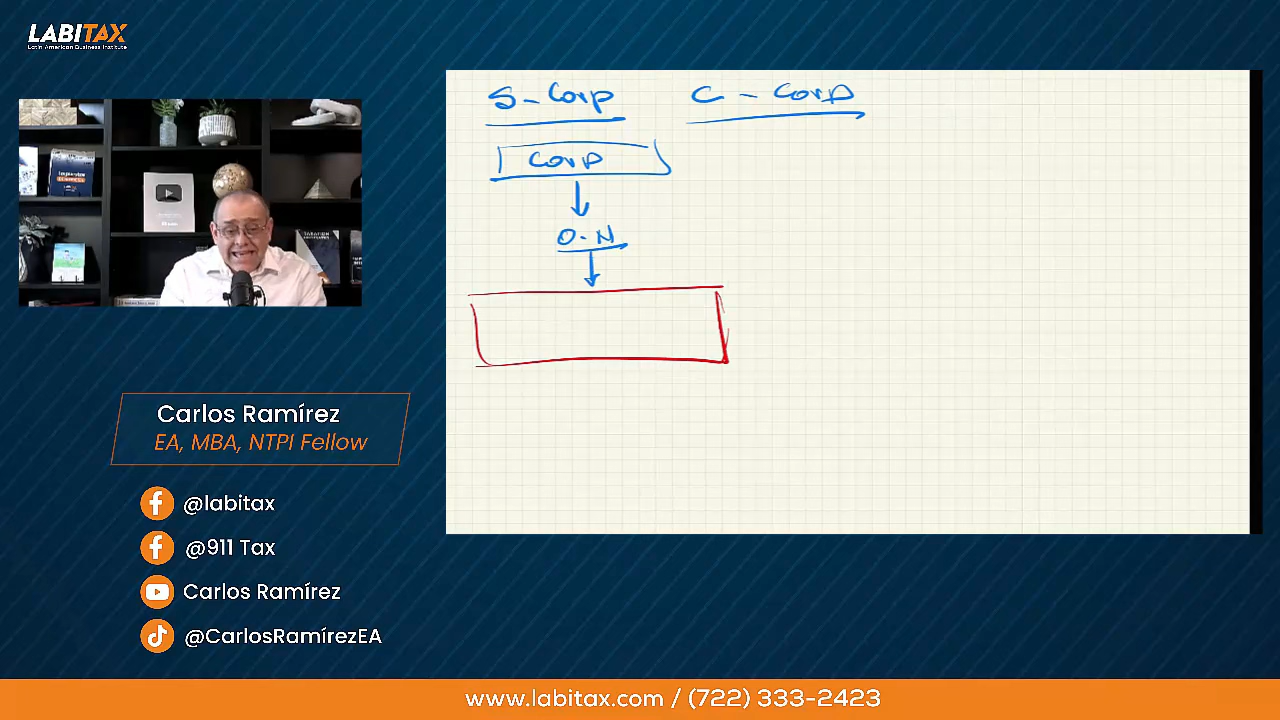 LABITAX
Latin American Business Institute
S-Corp C-Corp
Corp
O.N
Carlos Ramírez
EA, MBA, NTPI Fellow
@labitax
@911 Tax
Carlos Ramírez
@CarlosRamírezEA
www.labitax.com / (722) 333-2423